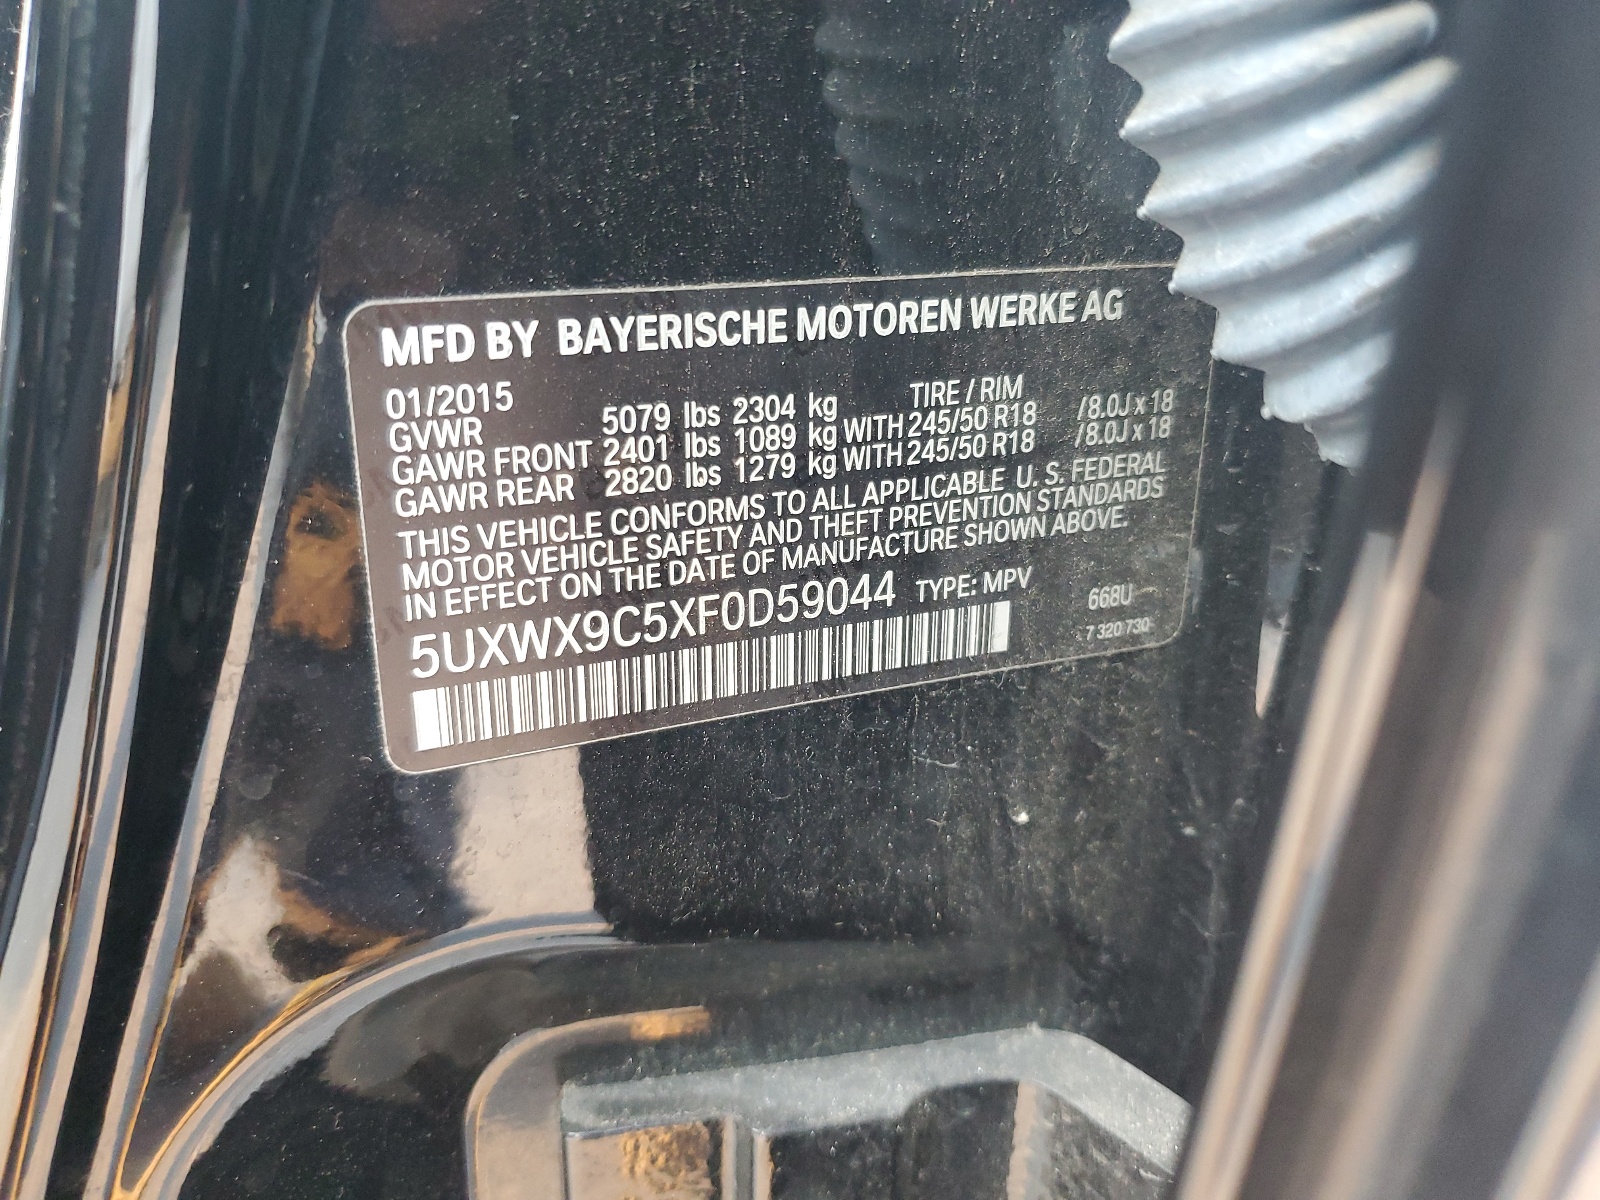 MFD BY BAYERISCHE MOTOREN WERKE AG
01/2015 TIRE / RIM
GVWR 5079 lbs 2304 kg
GAWR FRONT 2401 lbs 1089 kg WITH 245/50 R18 /8.0J x 18
GAWR REAR 2820 lbs 1279 kg WITH 245/50 R18 /8.0J x 18
THIS VEHICLE CONFORMS TO ALL APPLICABLE U. S. FEDERAL
MOTOR VEHICLE SAFETY AND THEFT PREVENTION STANDARDS
IN EFFECT ON THE DATE OF MANUFACTURE SHOWN ABOVE.
5UXWX9C5XF0D59044 TYPE: MPV 668U
7 320 730